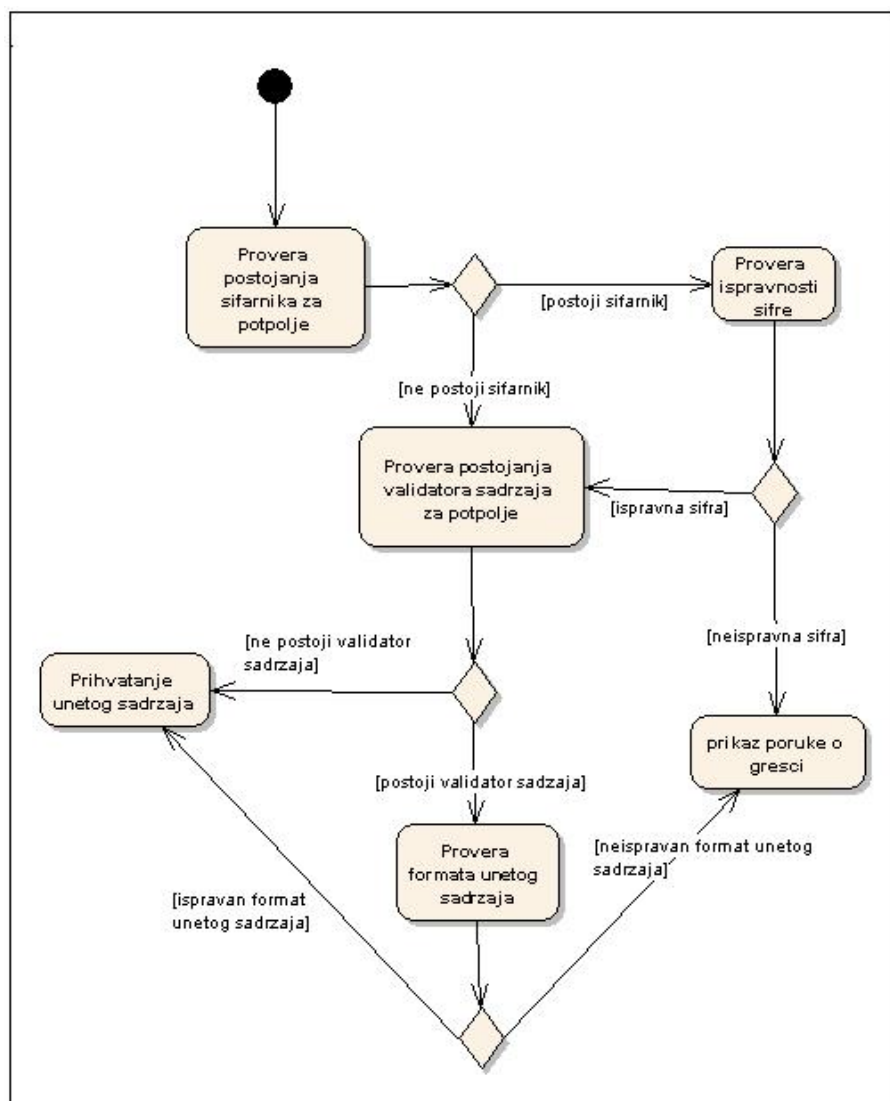 Provera
postojanja
sifarnika za
potpolje
[postoji sifarnik]
Provera
ispravnosti
sifre
[ne postoji sifarnik]
Provera postojanja
validatora sadrzaja
za potpolje
[ispravna sifra]
[neispravna sifra]
[ne postoji validator
sadrzaja]
Prihvatanje
unetog sadrzaja
prikaz poruke o
gresci
[postoji validator sadzaja]
Provera
formata unetog
sadrzaja
[neispravan format unetog
sadrzaja]
[ispravan format
unetog sadrzaja]